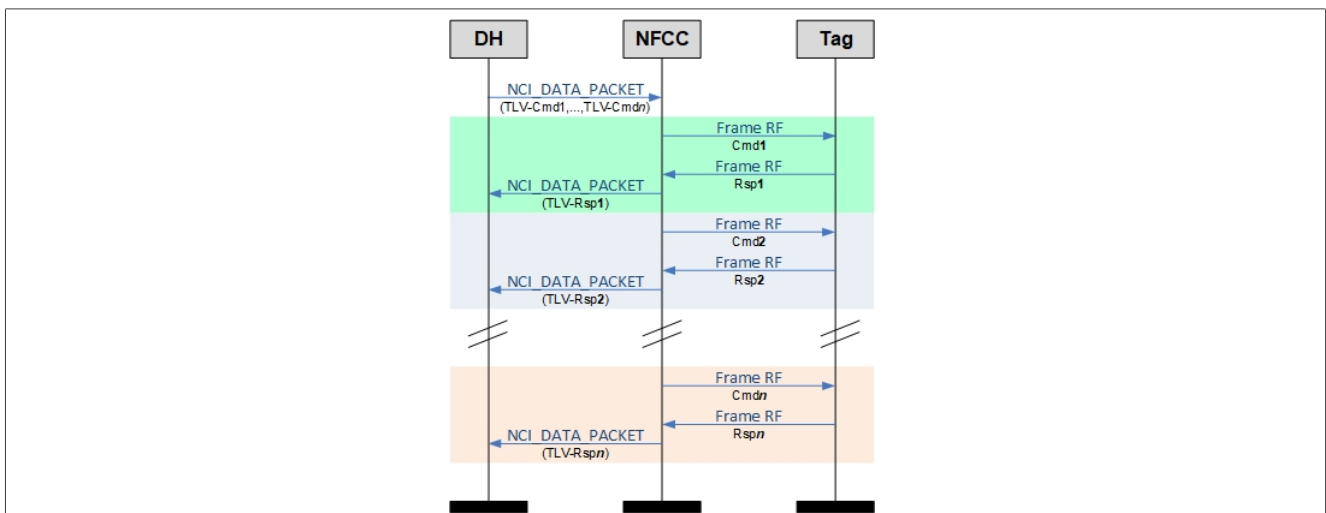 DH NFCC Tag
NCI_DATA_PACKET
(TLV-Cmd1,...,TLV-Cmdn)
Frame RF
Cmd1
Frame RF
Rsp1
NCI_DATA_PACKET
(TLV-Rsp1)
Frame RF
Cmd2
Frame RF
Rsp2
NCI_DATA_PACKET
(TLV-Rsp2)
Frame RF
Cmdn
Frame RF
Rspn
NCI_DATA_PACKET
(TLV-Rspn)